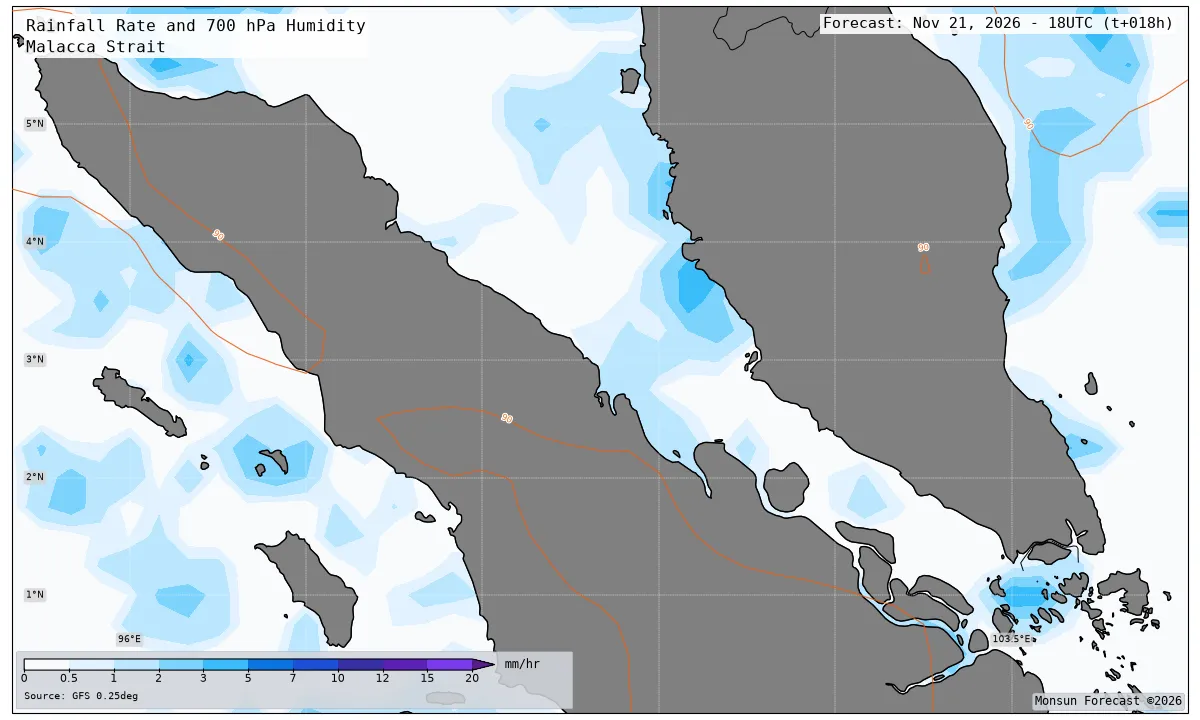 Rainfall Rate and 700 hPa Humidity
Malacca Strait
Forecast: Nov 21, 2026 - 18UTC (t+018h)
90
5°N
90
4°N
90
3°N
90
2°N
1°N
96°E
103.5°E
mm/hr
0 0.5 1 2 3 5 7 10 12 15 20
Source: GFS 0.25deg
Monsun Forecast ©2026